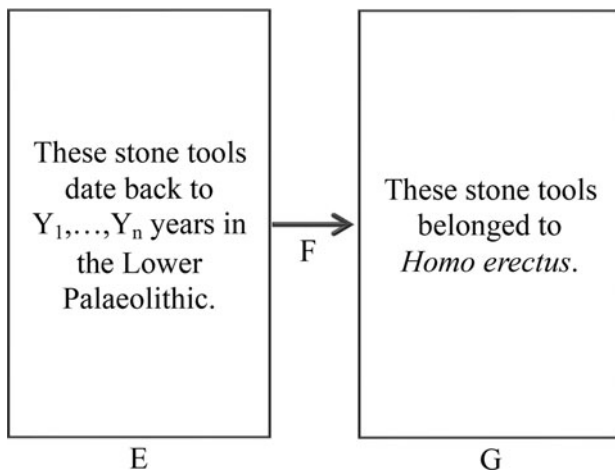 These stone tools
date back to
Y₁,…,Yₙ years in
the Lower
Palaeolithic.
F
These stone tools
belonged to
Homo erectus.
E
G